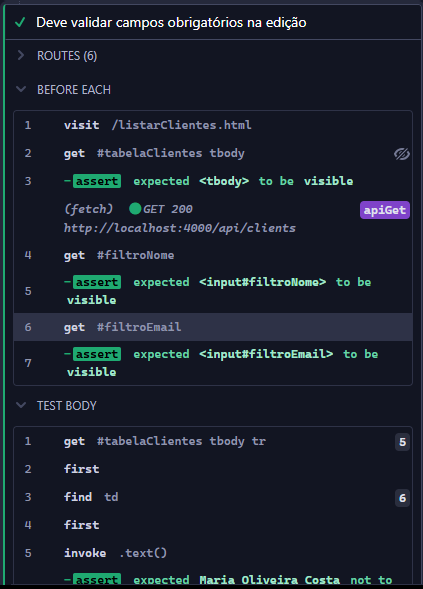 Deve validar campos obrigatórios na edição
ROUTES (6)
BEFORE EACH
1 visit /listarClientes.html
2 get #tabelaClientes tbody
3 -assert expected <tbody> to be visible
(fetch) GET 200 apiGet
http://localhost:4000/api/clients
4 get #filtroNome
5 -assert expected <input#filtroNome> to be
visible
6 get #filtroEmail
7 -assert expected <input#filtroEmail> to be
visible
TEST BODY
1 get #tabelaClientes tbody tr 5
2 first
3 find td 6
4 first
5 invoke .text()
-assert expected Maria Oliveira Costa not to